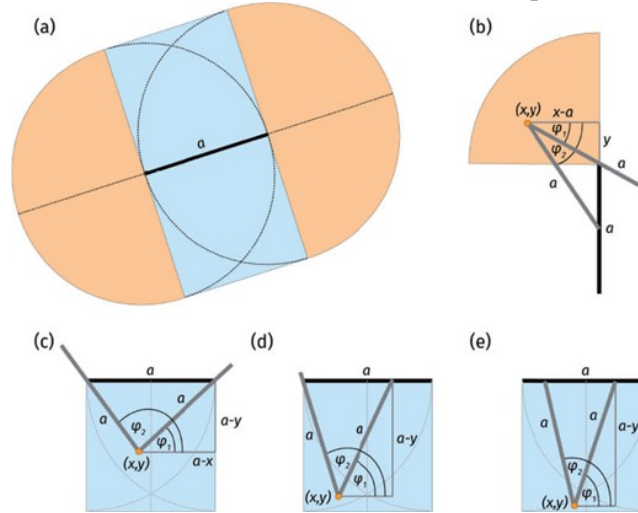 (a)
a
(b)
(x,y)
x-a
φ1
φ2
y
a
a
a
(c)
a
a
a
φ2
φ1
a-y
(x,y)
a-x
(d)
a
a
a
φ2
φ1
a-y
(x,y)
(e)
a
a
a
φ2
φ1
a-y
(x,y)